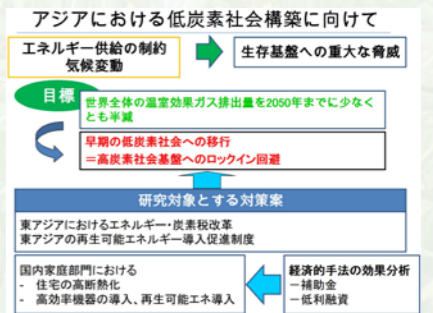 アジアにおける低炭素社会構築に向けて
エネルギー供給の制約
気候変動
生存基盤への重大な脅威
目標
世界全体の温室効果ガス排出量を2050年までに少なく
とも半減
早期の低炭素社会への移行
＝高炭素社会基盤へのロックイン回避
研究対象とする対策案
東アジアにおけるエネルギー・炭素税改革
東アジアの再生可能エネルギー導入促進制度
国内家庭部門における
- 住宅の高断熱化
- 高効率機器の導入、再生可能エネ導入
経済的手法の効果分析
－補助金
－低利融資